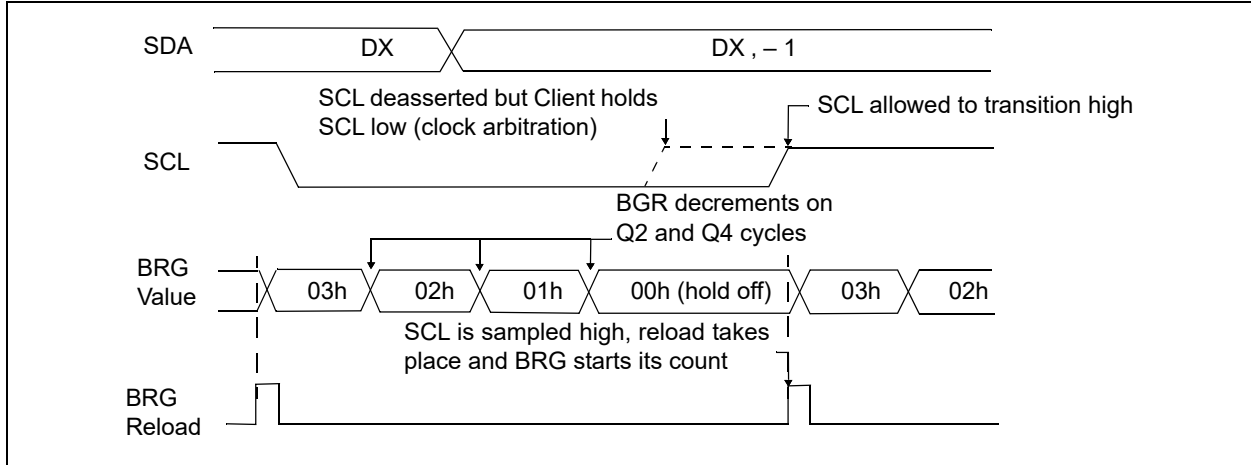 SDA DX DX , – 1
SCL deasserted but Client holds
SCL low (clock arbitration)
SCL allowed to transition high
SCL
BGR decrements on
Q2 and Q4 cycles
BRG
Value
03h 02h 01h 00h (hold off) 03h 02h
SCL is sampled high, reload takes
place and BRG starts its count
BRG
Reload